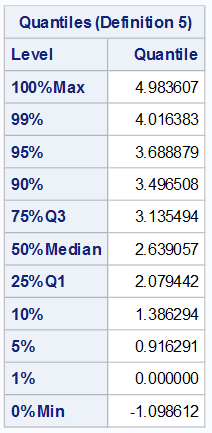 Quantiles (Definition 5)
Level Quantile
100% Max 4.983607
99% 4.016383
95% 3.688879
90% 3.496508
75% Q3 3.135494
50% Median 2.639057
25% Q1 2.079442
10% 1.386294
5% 0.916291
1% 0.000000
0% Min -1.098612